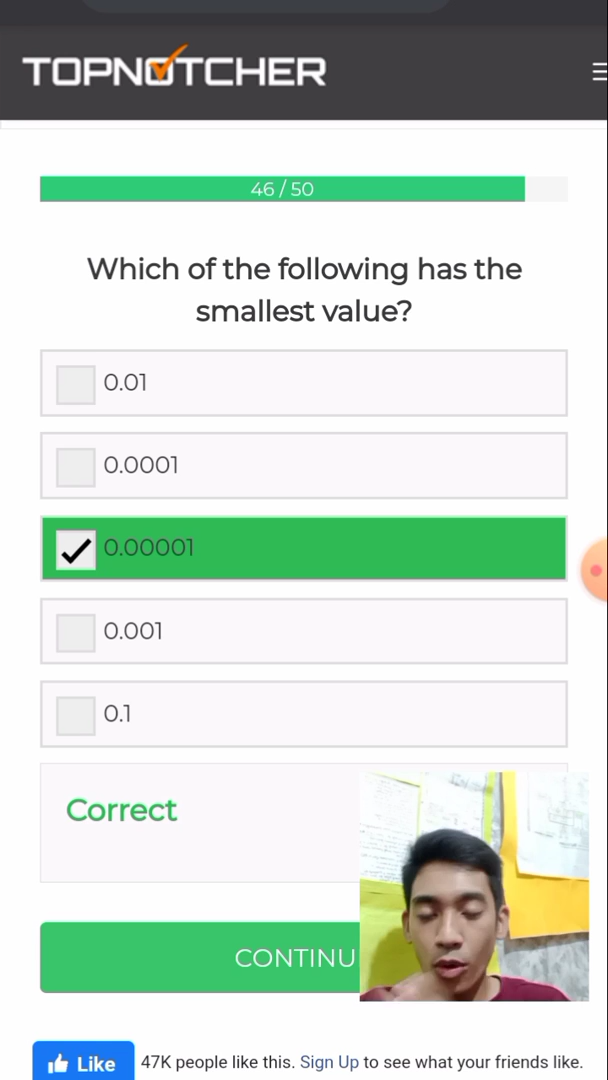 TOPNOTCHER
46 / 50
Which of the following has the
smallest value?
0.01
0.0001
0.00001
0.001
0.1
Correct
CONTINU
Like
47K people like this. Sign Up to see what your friends like.